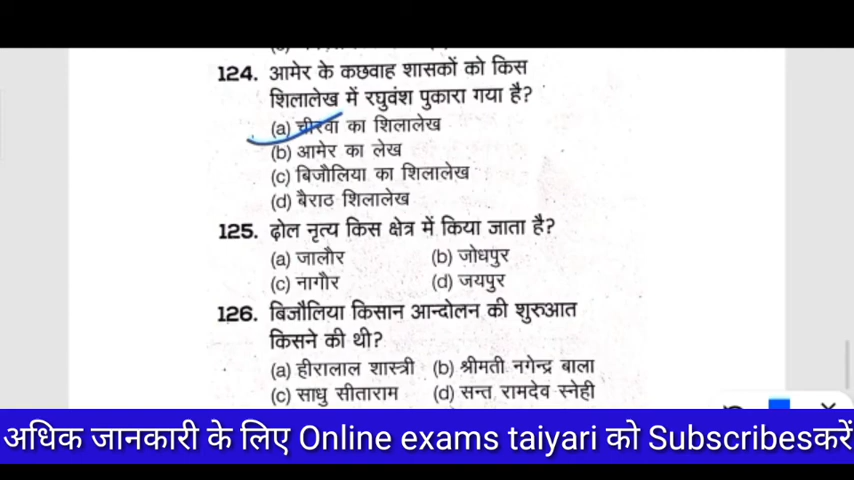 124. आमेर के कछवाह शासकों को किस
शिलालेख में रघुवंश पुकारा गया है?
(a) चीरवा का शिलालेख
(b) आमेर का लेख
(c) बिजौलिया का शिलालेख
(d) बैराठ शिलालेख
125. ढ़ोल नृत्य किस क्षेत्र में किया जाता है?
(a) जालौर (b) जोधपुर
(c) नागौर (d) जयपुर
126. बिजौलिया किसान आन्दोलन की शुरुआत
किसने की थी?
(a) हीरालाल शास्त्री (b) श्रीमती नगेन्द्र बाला
(c) साधु सीताराम (d) सन्त रामदेव स्नेही
अधिक जानकारी के लिए Online exams taiyari को Subscribesकरें